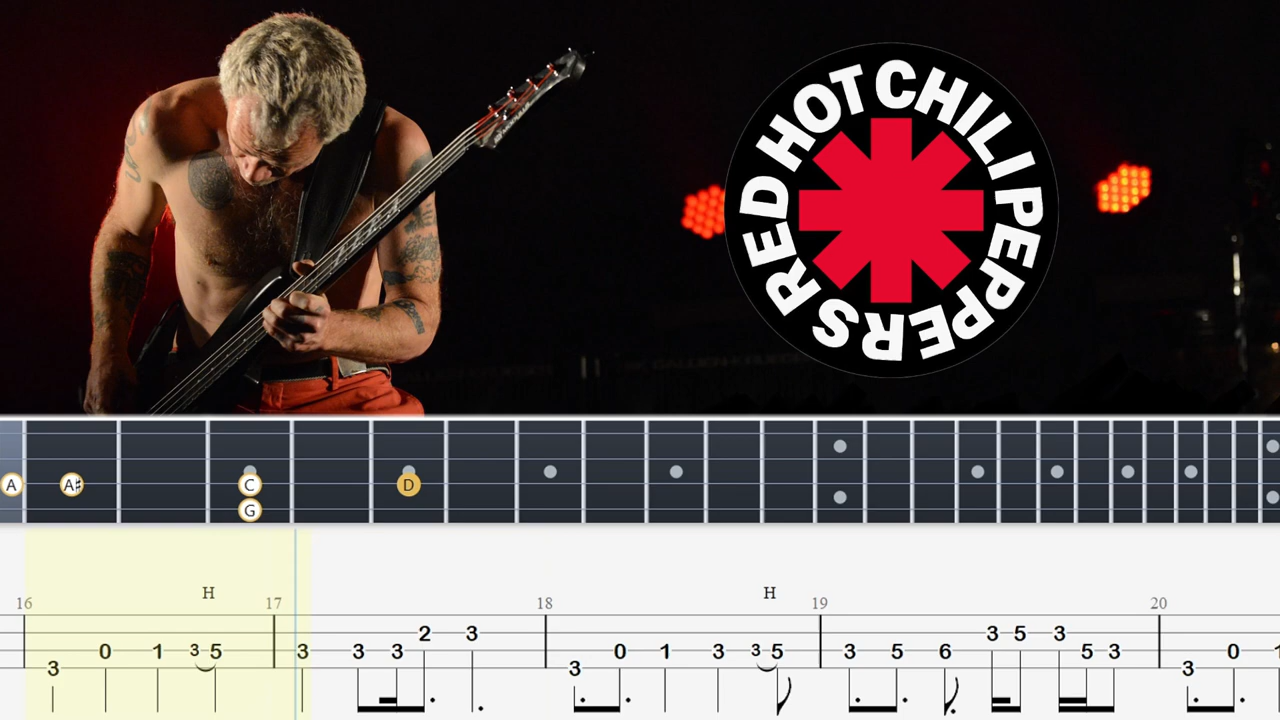 RED HOT CHILI PEPPERS
A A♯ C D
G
H H
16 17 18 19 20
2 3 3 5 3
0 1 3 5 3 3 3 0 1 3 3 5 3 5 6 5 3 0 1
3 3 3